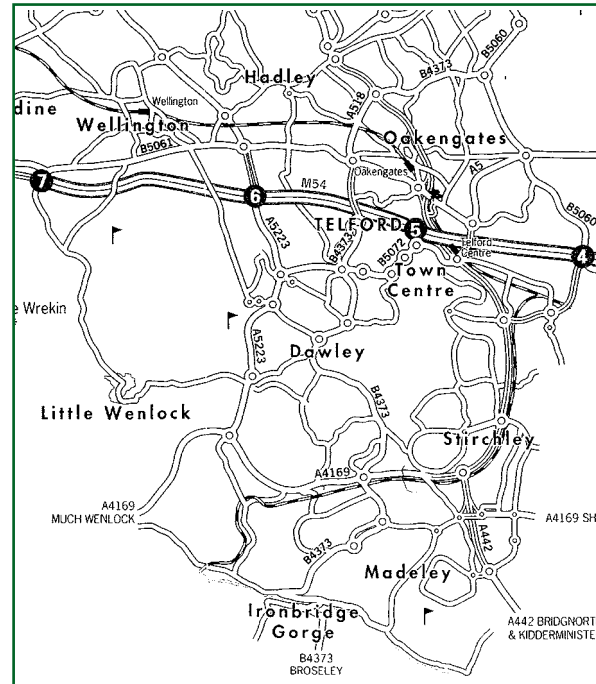 B5060
Hadley
B4373
A518
dine
Wellington
Wellington
Oakengates
B5061
Oakengates
A5
7
M54
6
B5060
TELFORD
5
A5223
B4373
B5072
Telford
Centre
4
Town
Centre
e Wrekin
A5223
Dawley
Little Wenlock
B4373
Stirchley
A4169
A4169
MUCH WENLOCK
A4169 SH
A442
B4373
Madeley
Ironbridge
Gorge
A442 BRIDGNORT
& KIDDERMINISTE
B4373
BROSELEY